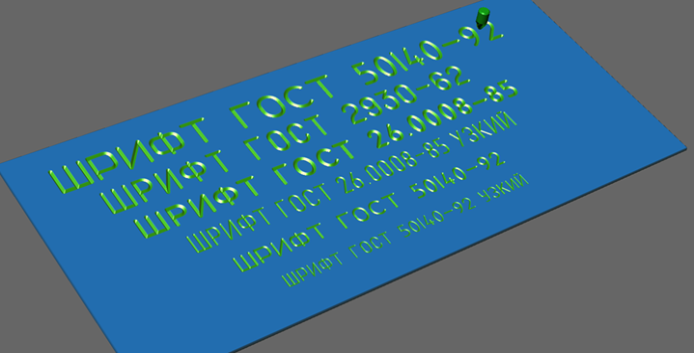 ШРИФТ ГОСТ 50140-92
ШРИФТ ГОСТ 2930-62
ШРИФТ ГОСТ 26.0008-85
ШРИФТ ГОСТ 26.0008-85 УЗКИЙ
ШРИФТ ГОСТ 50140-92
ШРИФТ ГОСТ 50140-92 УЗКИЙ